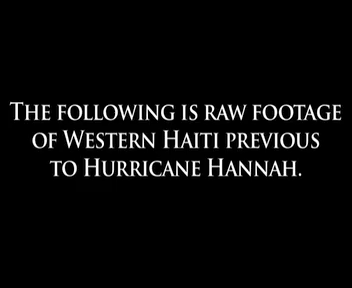 The following is raw footage
of Western Haiti previous
to Hurricane Hannah.